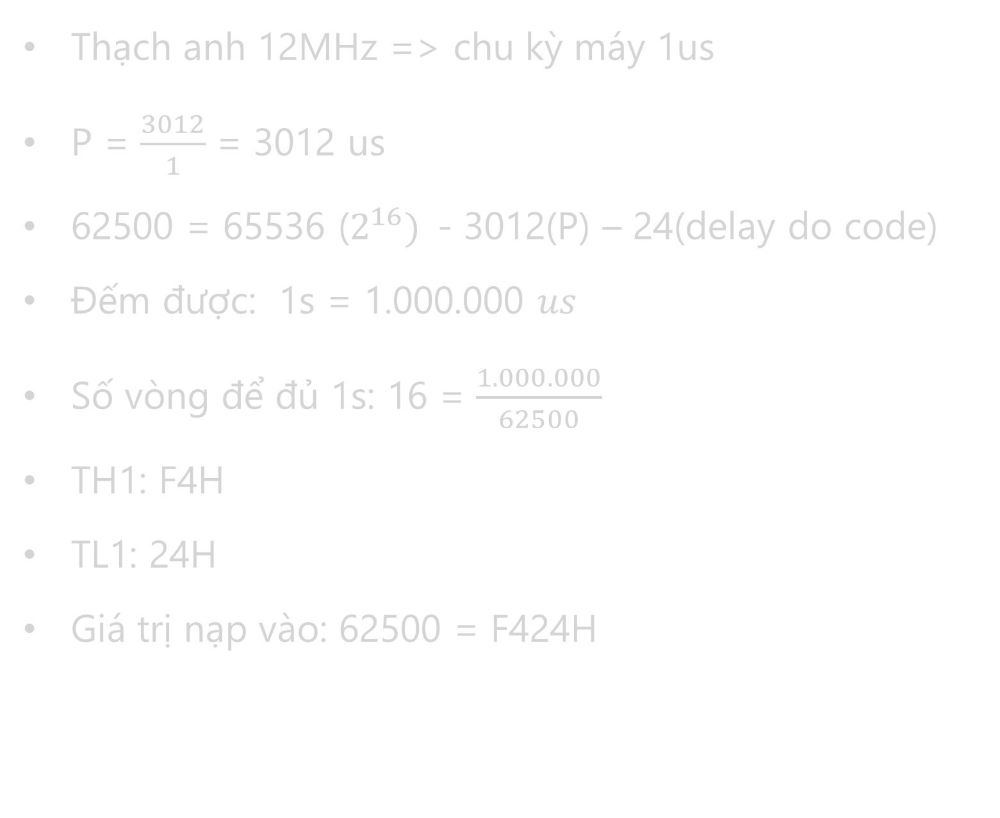 • Thạch anh 12MHz => chu kỳ máy 1us
• P = 3012/1 = 3012 us
• 62500 = 65536 (2^16) - 3012(P) – 24(delay do code)
• Đếm được: 1s = 1.000.000 us
• Số vòng để đủ 1s: 16 = 1.000.000/62500
• TH1: F4H
• TL1: 24H
• Giá trị nạp vào: 62500 = F424H